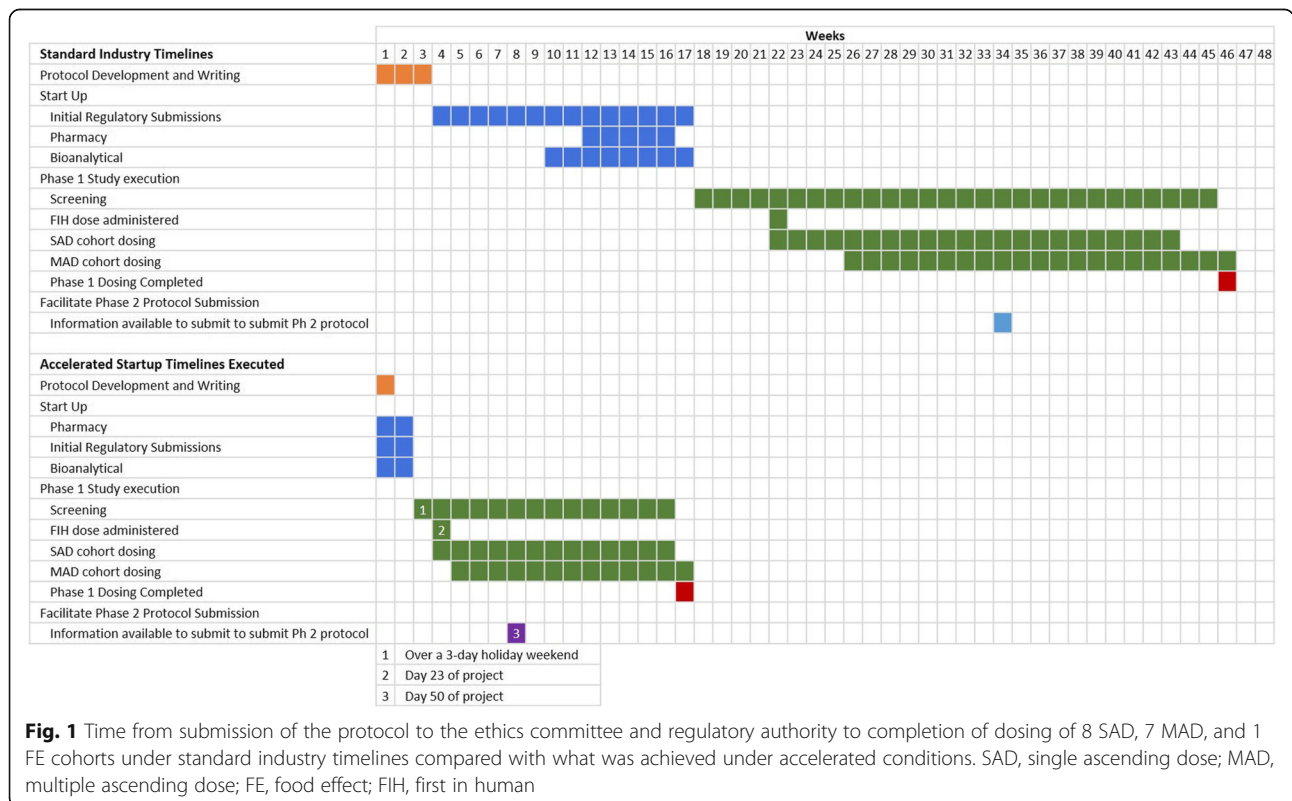 Weeks
Standard Industry Timelines 1 2 3 4 5 6 7 8 9 10 11 12 13 14 15 16 17 18 19 20 21 22 23 24 25 26 27 28 29 30 31 32 33 34 35 36 37 38 39 40 41 42 43 44 45 46 47 48
Protocol Development and Writing
Start Up
Initial Regulatory Submissions
Pharmacy
Bioanalytical
Phase 1 Study execution
Screening
FIH dose administered
SAD cohort dosing
MAD cohort dosing
Phase 1 Dosing Completed
Facilitate Phase 2 Protocol Submission
Information available to submit to submit Ph 2 protocol
Accelerated Startup Timelines Executed
Protocol Development and Writing
Start Up
Pharmacy
Initial Regulatory Submissions
Bioanalytical
Phase 1 Study execution
Screening 1
FIH dose administered 2
SAD cohort dosing
MAD cohort dosing
Phase 1 Dosing Completed
Facilitate Phase 2 Protocol Submission
Information available to submit to submit Ph 2 protocol 3
1 Over a 3-day holiday weekend
2 Day 23 of project
3 Day 50 of project
Fig. 1 Time from submission of the protocol to the ethics committee and regulatory authority to completion of dosing of 8 SAD, 7 MAD, and 1
FE cohorts under standard industry timelines compared with what was achieved under accelerated conditions. SAD, single ascending dose; MAD,
multiple ascending dose; FE, food effect; FIH, first in human